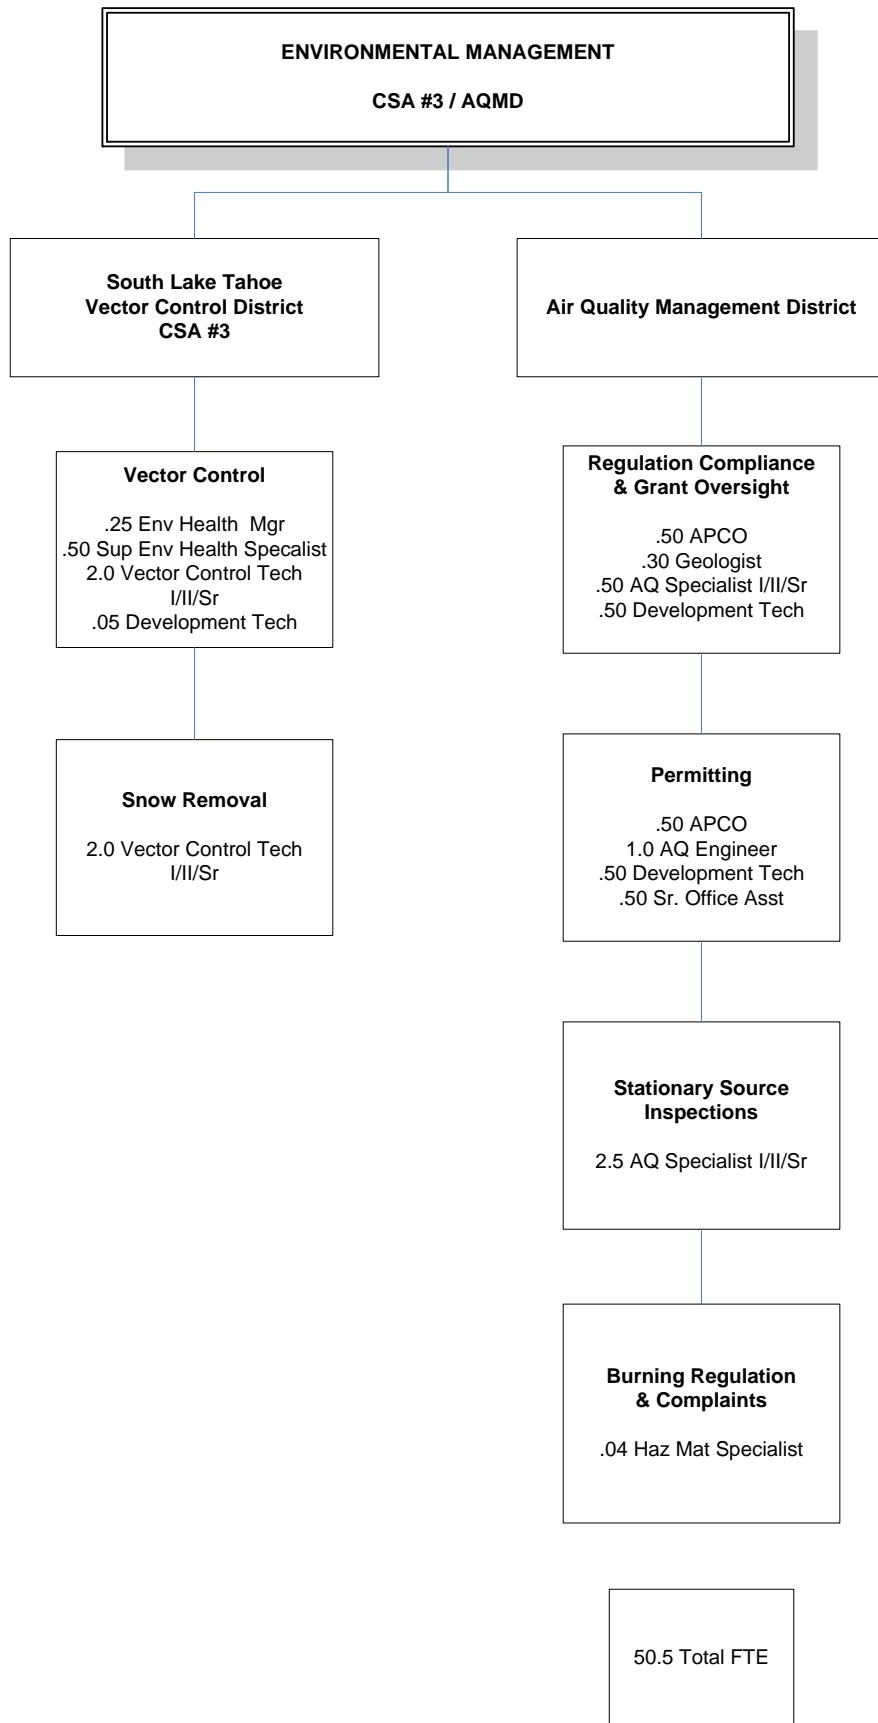 ENVIRONMENTAL MANAGEMENT
CSA #3 / AQMD
South Lake Tahoe
Vector Control District
CSA #3
Air Quality Management District
Vector Control
.25 Env Health  Mgr
.50 Sup Env Health Specalist
2.0 Vector Control Tech
I/II/Sr
.05 Development Tech
Regulation Compliance
& Grant Oversight
.50 APCO
.30 Geologist
.50 AQ Specialist I/II/Sr
.50 Development Tech
Snow Removal
2.0 Vector Control Tech
I/II/Sr
Permitting
.50 APCO
1.0 AQ Engineer
.50 Development Tech
.50 Sr. Office Asst
Stationary Source
Inspections
2.5 AQ Specialist I/II/Sr
Burning Regulation
& Complaints
.04 Haz Mat Specialist
50.5 Total FTE